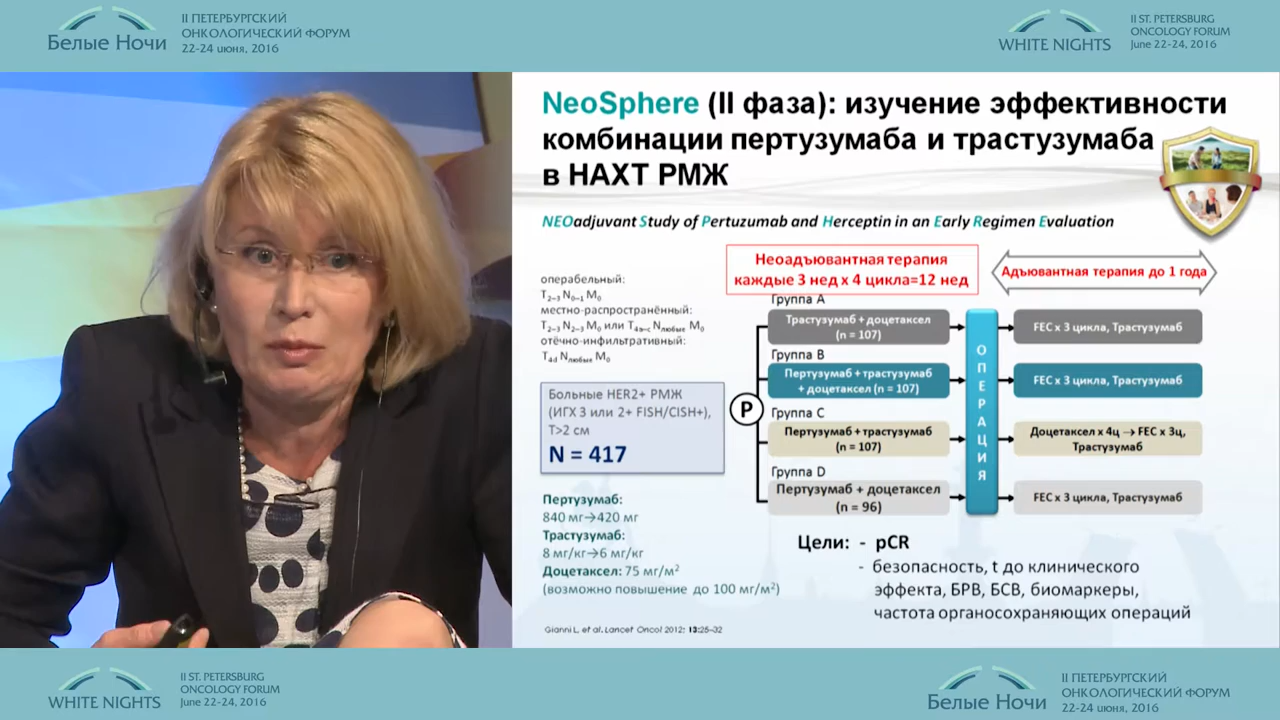 Белые Ночи
II ПЕТЕРБУРГСКИЙ
ОНКОЛОГИЧЕСКИЙ ФОРУМ
22-24 июня, 2016
WHITE NIGHTS
II ST. PETERSBURG
ONCOLOGY FORUM
June 22-24, 2016
NeoSphere (II фаза): изучение эффективности
комбинации пертузумаба и трастузумаба
в НАХТ РМЖ
NEOadjuvant Study of Pertuzumab and Herceptin in an Early Regimen Evaluation
операбельный:
T2–3 N0–1 M0
местно-распространённый:
T2–3 N2–3 M0 или T4a–c Nлюбые M0
отёчно-инфильтративный:
T4d Nлюбые M0
Больные HER2+ РМЖ
(ИГХ 3 или 2+ FISH/CISH+),
T>2 см
N = 417
Пертузумаб:
840 мг→420 мг
Трастузумаб:
8 мг/кг→6 мг/кг
Доцетаксел: 75 мг/м²
(возможно повышение до 100 мг/м²)
Неоадъювантная терапия
каждые 3 нед х 4 цикла=12 нед
Адъювантная терапия до 1 года
Р
Группа А
Трастузумаб + доцетаксел
(n = 107)
Группа В
Пертузумаб + трастузумаб
+ доцетаксел (n = 107)
Группа С
Пертузумаб + трастузумаб
(n = 107)
Группа D
Пертузумаб + доцетаксел
(n = 96)
ОПЕРАЦИЯ
FEC х 3 цикла, Трастузумаб
FEC х 3 цикла, Трастузумаб
Доцетаксел х 4ц → FEC х 3ц,
Трастузумаб
FEC х 3 цикла, Трастузумаб
Цели: - pCR
- безопасность, t до клинического
эффекта, БРВ, БСВ, биомаркеры,
частота органосохраняющих операций
Gianni L, et al. Lancet Oncol 2012; 13:25–32
WHITE NIGHTS
II ST. PETERSBURG
ONCOLOGY FORUM
June 22-24, 2016
Белые Ночи
II ПЕТЕРБУРГСКИЙ
ОНКОЛОГИЧЕСКИЙ ФОРУМ
22-24 июня, 2016